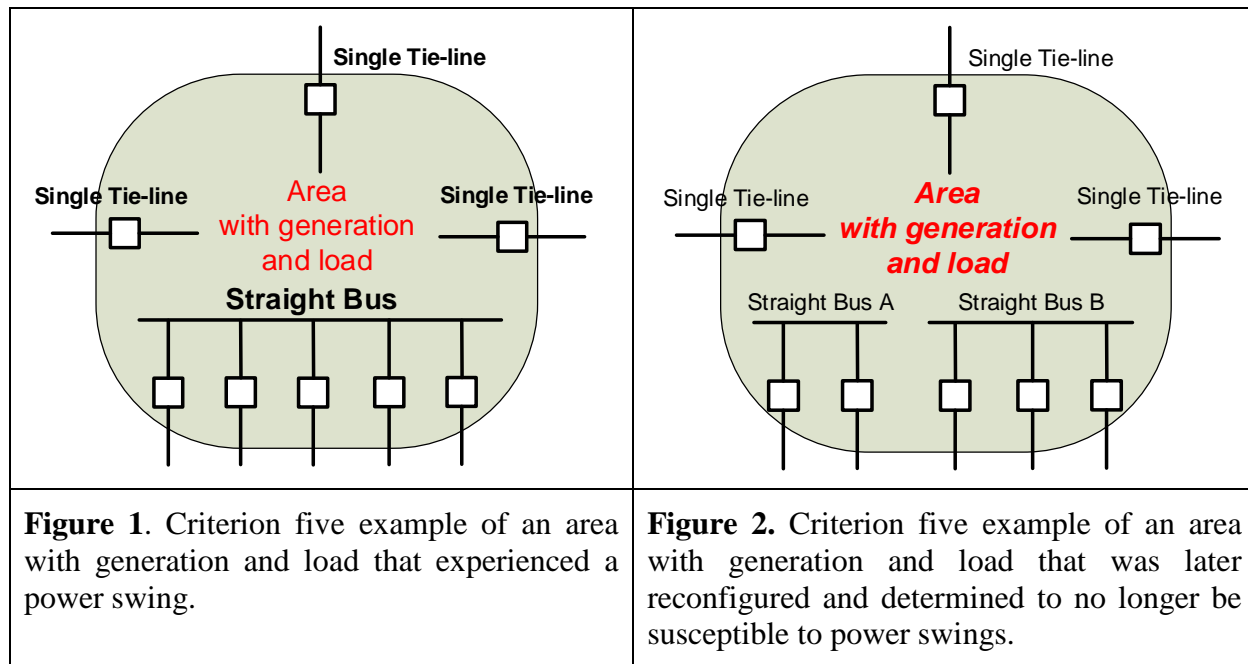 Single Tie-line
Single Tie-line
Single Tie-line
Area
with generation
and load
Straight Bus
Single Tie-line
Single Tie-line
Single Tie-line
Area
with generation
and load
Straight Bus A
Straight Bus B
Figure 1. Criterion five example of an area
with generation and load that experienced a
power swing.
Figure 2. Criterion five example of an area
with generation and load that was later
reconfigured and determined to no longer be
susceptible to power swings.